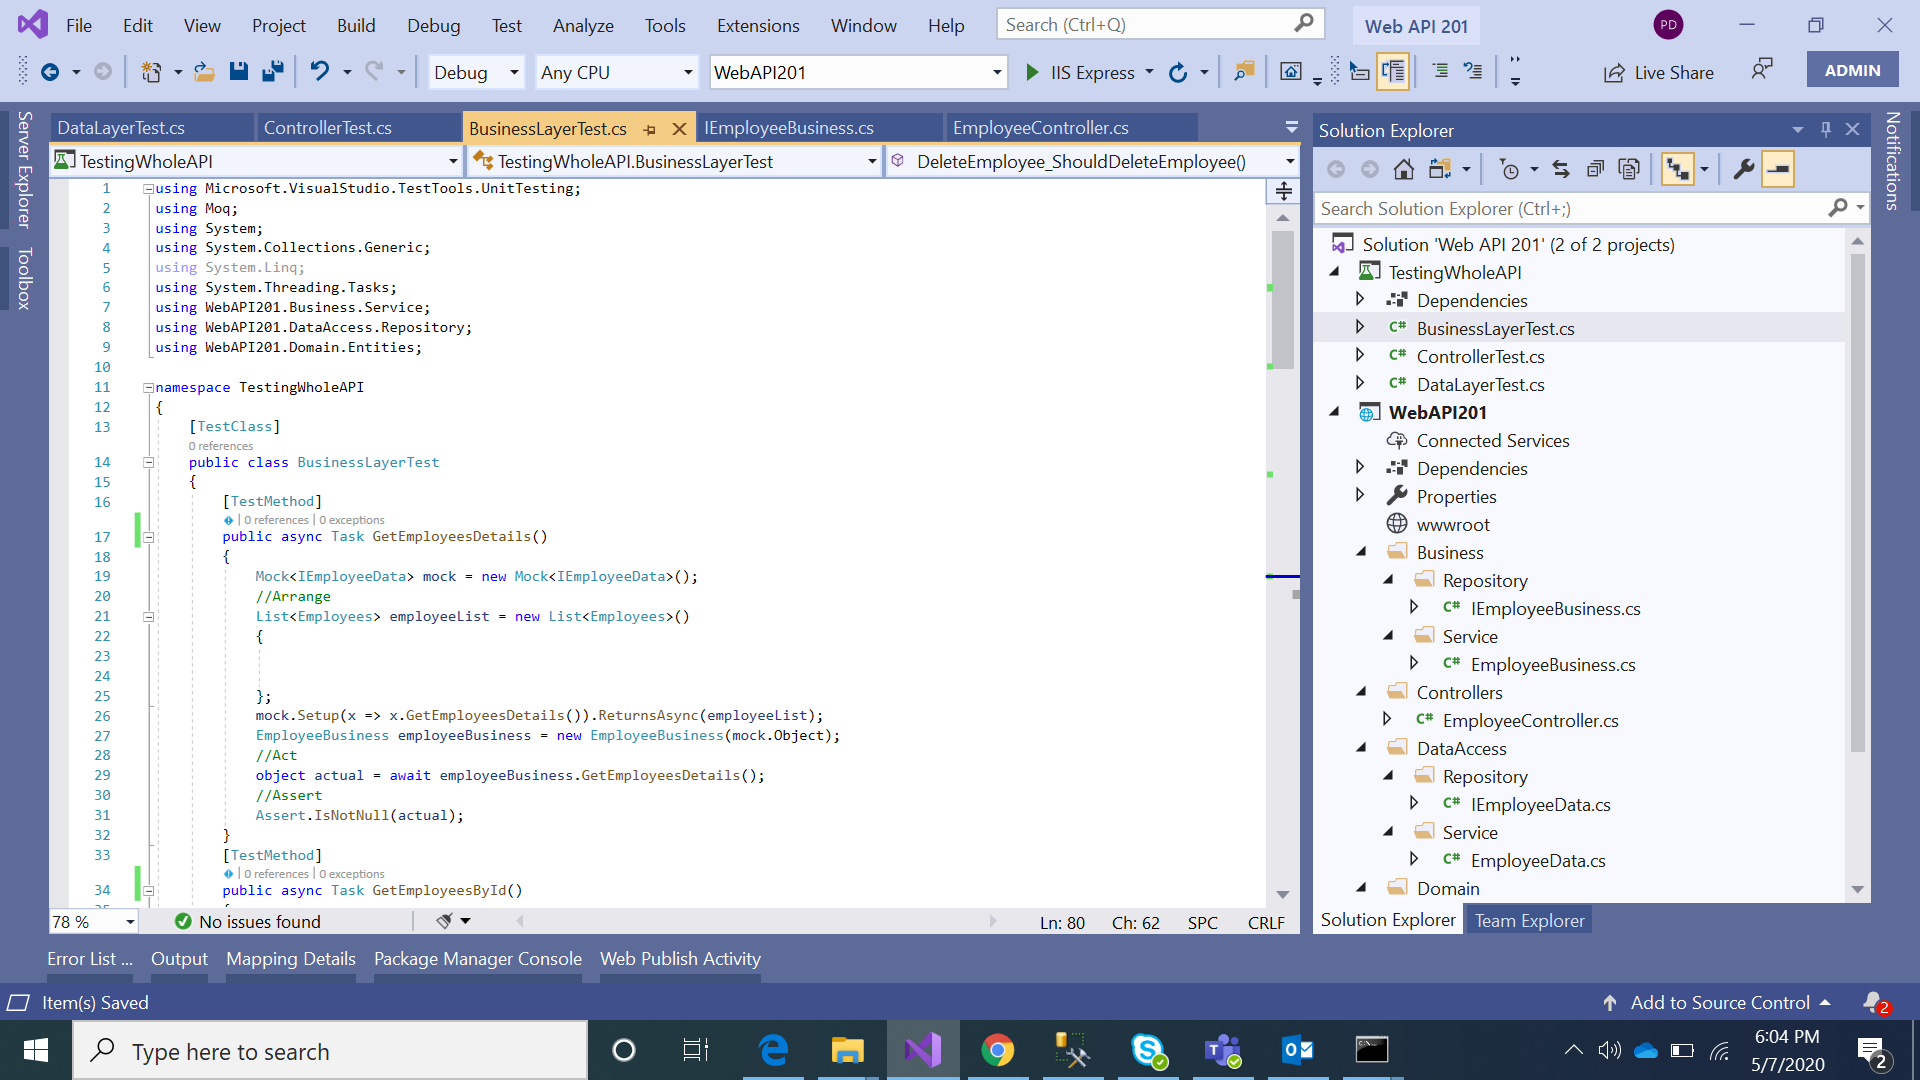 File Edit View Project Build Debug Test Analyze Tools Extensions Window Help Search (Ctrl+Q) Web API 201 PD
Debug Any CPU WebAPI201 IIS Express Live Share ADMIN
Server Explorer
Toolbox
DataLayerTest.cs ControllerTest.cs BusinessLayerTest.cs IEmployeeBusiness.cs EmployeeController.cs
TestingWholeAPI TestingWholeAPI.BusinessLayerTest DeleteEmployee_ShouldDeleteEmployee()
1 using Microsoft.VisualStudio.TestTools.UnitTesting;
2 using Moq;
3 using System;
4 using System.Collections.Generic;
5 using System.Linq;
6 using System.Threading.Tasks;
7 using WebAPI201.Business.Service;
8 using WebAPI201.DataAccess.Repository;
9 using WebAPI201.Domain.Entities;
10
11 namespace TestingWholeAPI
12 {
13 [TestClass]
0 references
14 public class BusinessLayerTest
15 {
16 [TestMethod]
| 0 references | 0 exceptions
17 public async Task GetEmployeesDetails()
18 {
19 Mock<IEmployeeData> mock = new Mock<IEmployeeData>();
20 //Arrange
21 List<Employees> employeeList = new List<Employees>()
22 {
23
24
25 };
26 mock.Setup(x => x.GetEmployeesDetails()).ReturnsAsync(employeeList);
27 EmployeeBusiness employeeBusiness = new EmployeeBusiness(mock.Object);
28 //Act
29 object actual = await employeeBusiness.GetEmployeesDetails();
30 //Assert
31 Assert.IsNotNull(actual);
32 }
33 [TestMethod]
| 0 references | 0 exceptions
34 public async Task GetEmployeesById()
78 % No issues found Ln: 80 Ch: 62 SPC CRLF
Solution Explorer
Search Solution Explorer (Ctrl+;)
Solution 'Web API 201' (2 of 2 projects)
TestingWholeAPI
Dependencies
C# BusinessLayerTest.cs
C# ControllerTest.cs
C# DataLayerTest.cs
WebAPI201
Connected Services
Dependencies
Properties
wwwroot
Business
Repository
C# IEmployeeBusiness.cs
Service
C# EmployeeBusiness.cs
Controllers
C# EmployeeController.cs
DataAccess
Repository
C# IEmployeeData.cs
Service
C# EmployeeData.cs
Domain
Solution Explorer Team Explorer
Notifications
Error List ... Output Mapping Details Package Manager Console Web Publish Activity
Item(s) Saved Add to Source Control 2
Type here to search
6:04 PM
5/7/2020
2